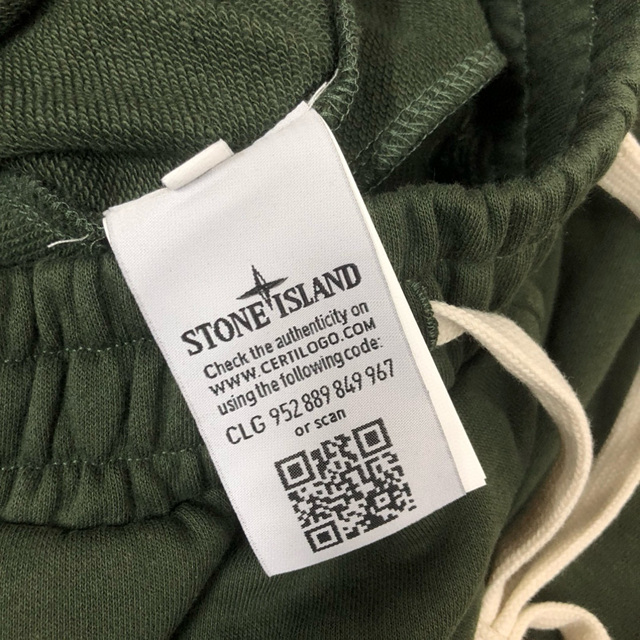 STONE ISLAND
Check the authenticity on
WWW.CERTILOGO.COM
using the following code:
CLG 952 889 849 967
or scan